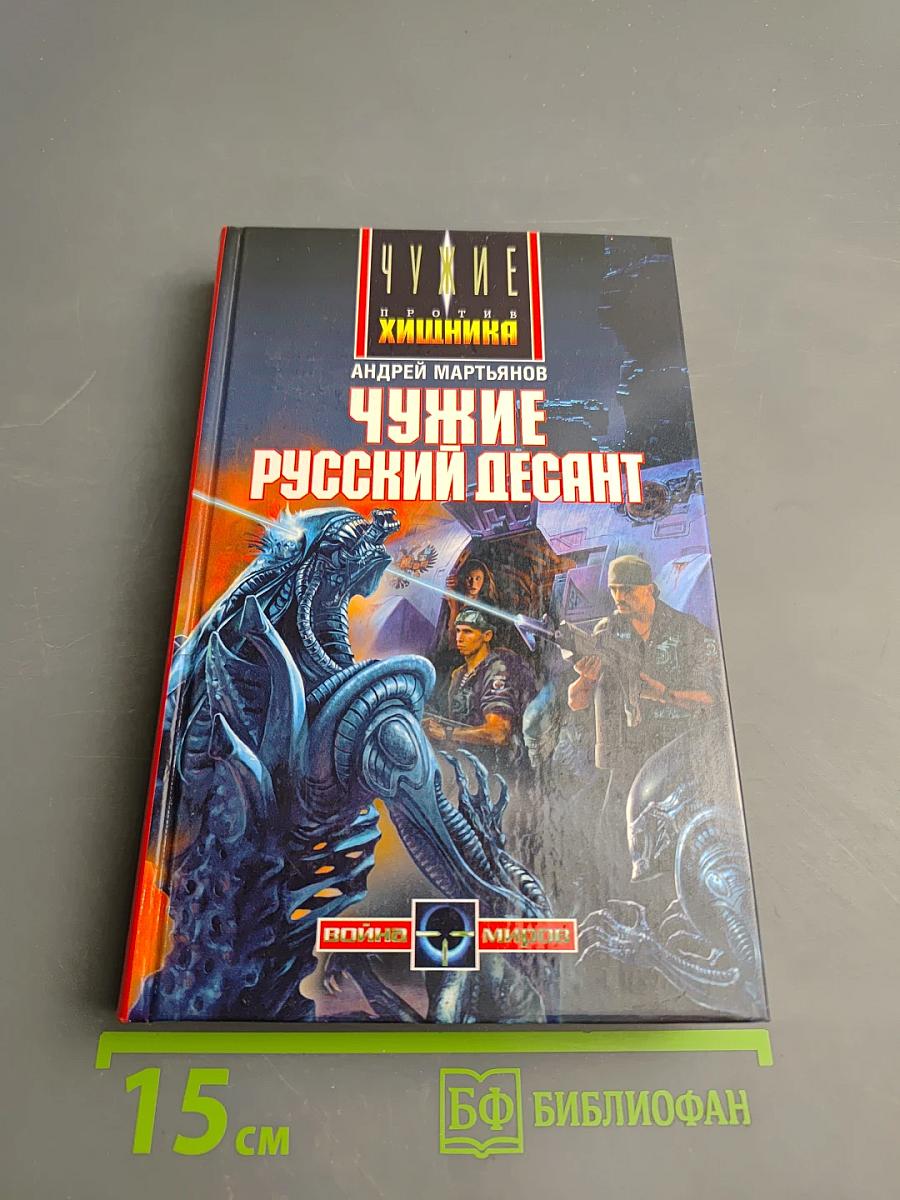 ЧУЖИЕ
ПРОТИВ
ХИЩНИКА
АНДРЕЙ МАРТЬЯНОВ
ЧУЖИЕ
РУССКИЙ ДЕСАНТ
ВОЙНА МИРОВ
15 см
БФ БИБЛИОФАН